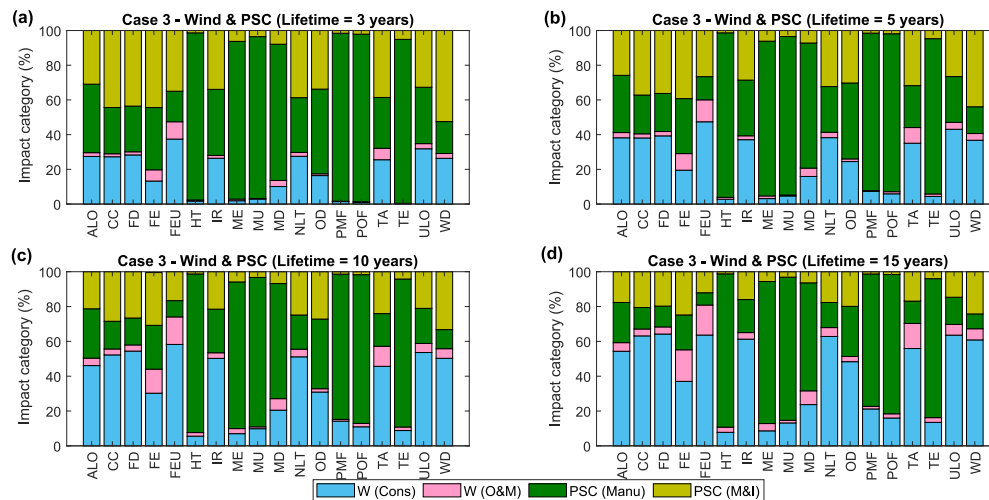 (a)
Case 3 - Wind & PSC (Lifetime = 3 years)
Impact category (%)
100
80
60
40
20
0
ALO
CC
FD
FE
FEU
HT
IR
ME
MU
MD
NLT
OD
PMF
POF
TA
TE
ULO
WD
(b)
Case 3 - Wind & PSC (Lifetime = 5 years)
Impact category (%)
100
80
60
40
20
0
ALO
CC
FD
FE
FEU
HT
IR
ME
MU
MD
NLT
OD
PMF
POF
TA
TE
ULO
WD
(c)
Case 3 - Wind & PSC (Lifetime = 10 years)
Impact category (%)
100
80
60
40
20
0
ALO
CC
FD
FE
FEU
HT
IR
ME
MU
MD
NLT
OD
PMF
POF
TA
TE
ULO
WD
(d)
Case 3 - Wind & PSC (Lifetime = 15 years)
Impact category (%)
100
80
60
40
20
0
ALO
CC
FD
FE
FEU
HT
IR
ME
MU
MD
NLT
OD
PMF
POF
TA
TE
ULO
WD
W (Cons) W (O&M) PSC (Manu) PSC (M&I)